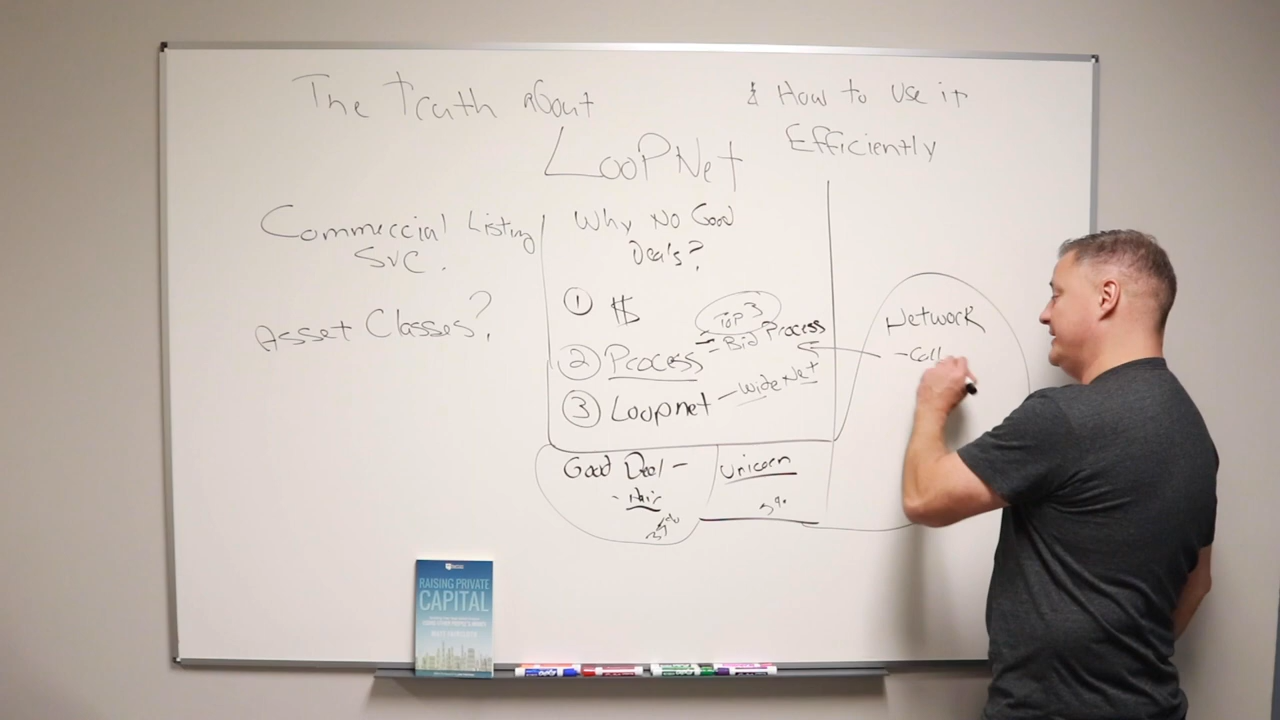 The Truth about
& How to Use it
Efficiently
LoopNet
Commercial Listing
SVC.
Asset Classes?
Why No Good
Deals?
① $
Top 3
② Process - Bid Process
③ Loopnet - Wide Net
Good Deal -
Unicorn
Network
- Call
RAISING PRIVATE
CAPITAL